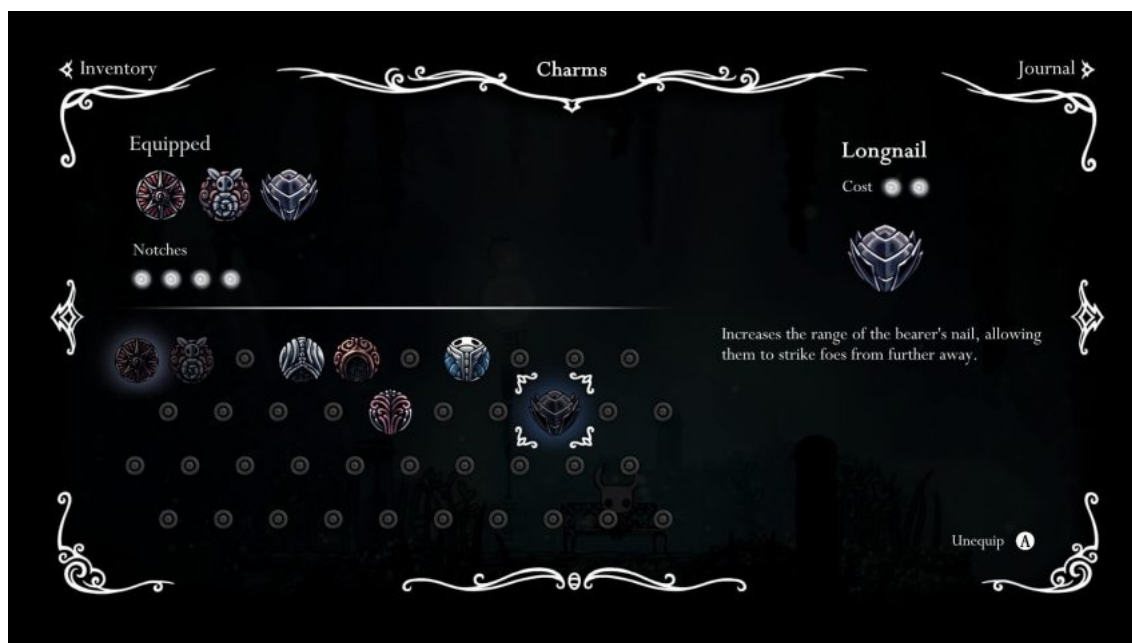 Inventory
Charms
Journal
Equipped
Longnail
Cost
Notches
Increases the range of the bearer's nail, allowing
them to strike foes from further away.
Unequip A